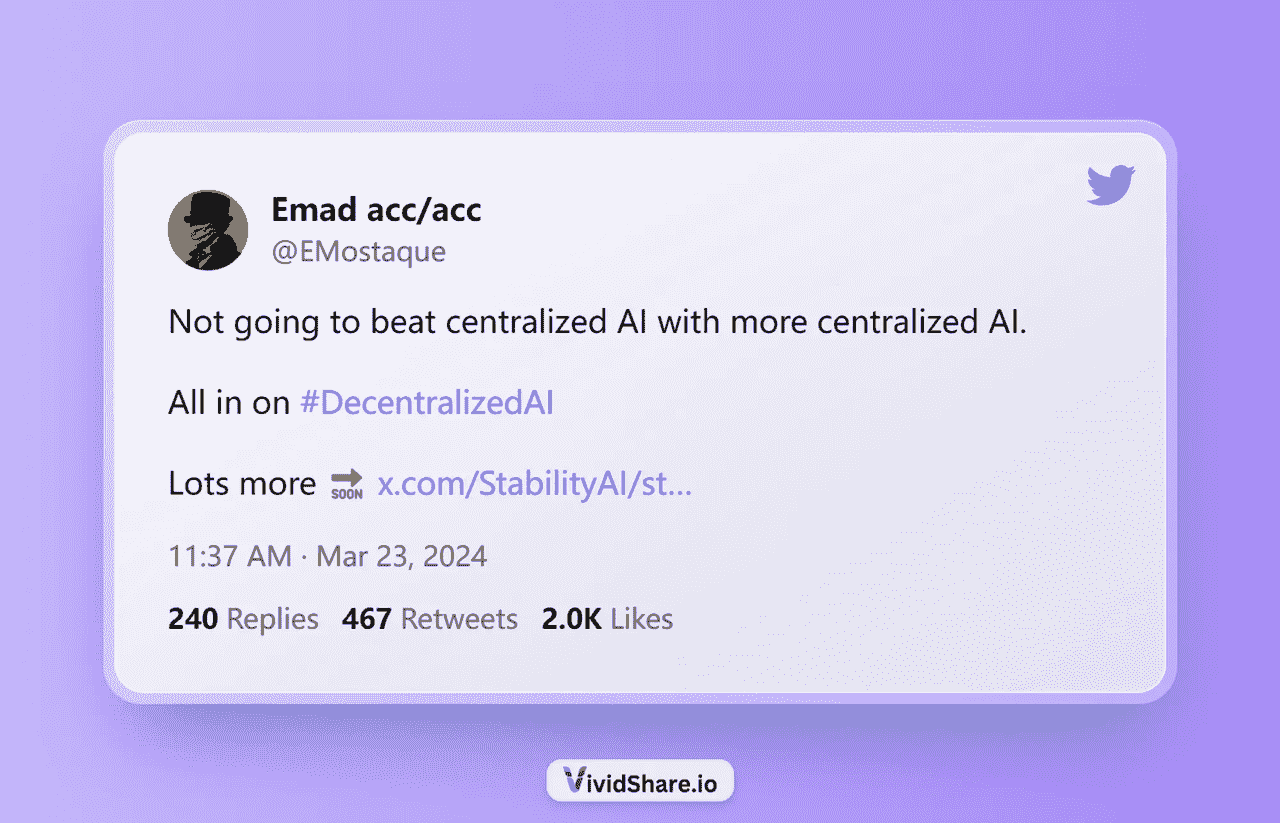 Emad acc/acc
@EMostaque
Not going to beat centralized AI with more centralized AI.
All in on #DecentralizedAI
Lots more 🔜 x.com/StabilityAI/st...
11:37 AM · Mar 23, 2024
240 Replies 467 Retweets 2.0K Likes
VividShare.io